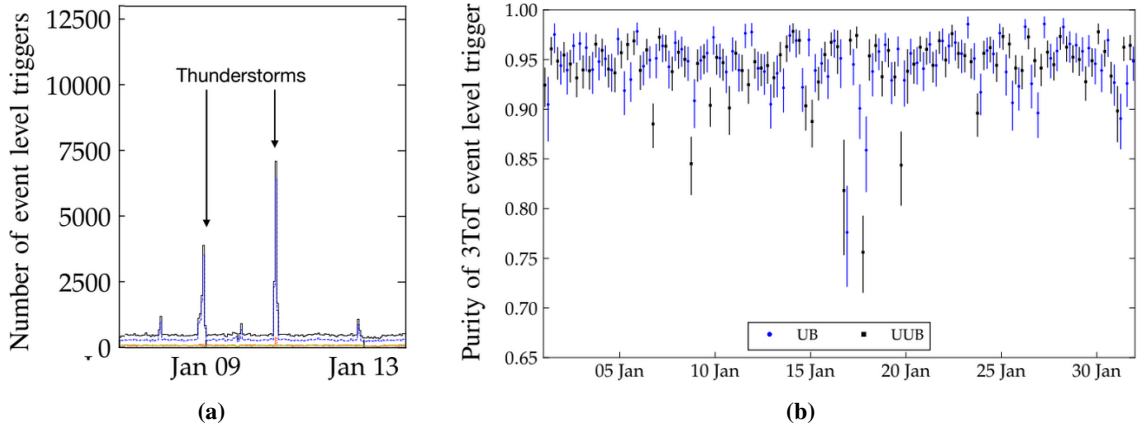 Number of event level triggers
12500
10000
7500
5000
2500
0
Thunderstorms
Jan 09
Jan 13
(a)
Purity of 3ToT event level trigger
1.00
0.95
0.90
0.85
0.80
0.75
0.70
0.65
UB
UUB
05 Jan
10 Jan
15 Jan
20 Jan
25 Jan
30 Jan
(b)